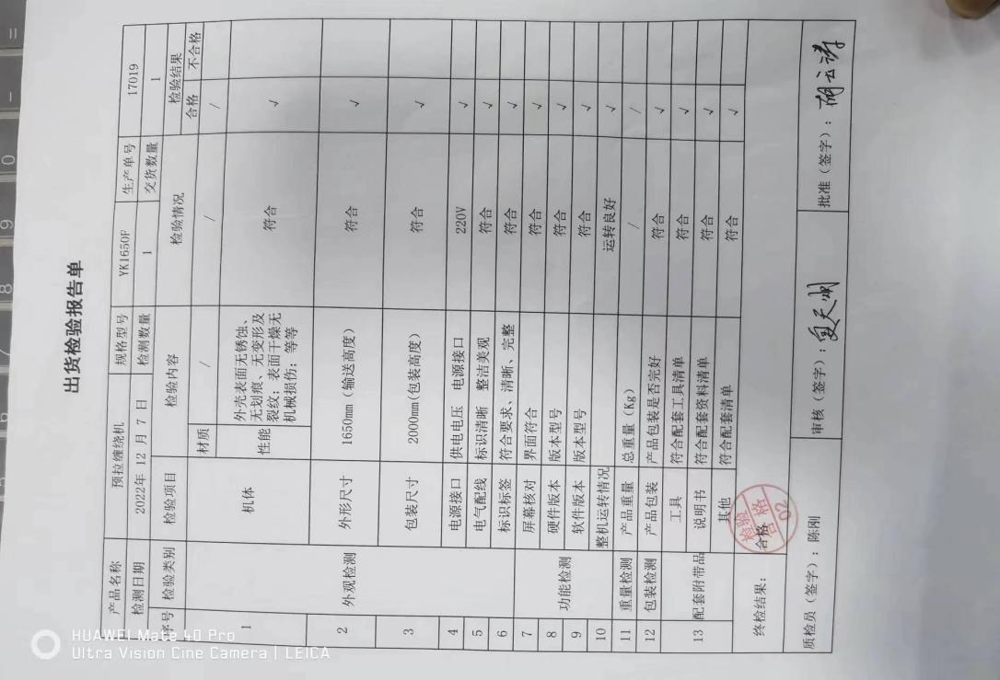 出货检验报告单
产品名称 预拉缠绕机 规格型号 YK1650F 生产单号 17019
检测日期 2022年 12 月 7 日 检测数量 1 交货数量 1
序号 检验类别 检验项目 检验内容 检验情况 检验结果
合格 不合格
材质 / / /
1 外观检测 机体 性能 外壳表面无锈蚀、
无划痕、无变形及
裂纹；表面干燥无
机械损伤；等等 符合 √
2 外形尺寸 1650mm（输送高度） 符合 √
3 包装尺寸 2000mm(包装高度） 符合 √
4 电源接口 供电电压 电源接口 220V √
5 电气配线 标识清晰 整洁美观 符合 √
6 标识标签 符合要求、清晰、完整 符合 √
7 功能检测 屏幕核对 界面符合 符合 √
8 硬件版本 版本型号 符合 √
9 软件版本 版本型号 符合 √
10 整机运转情况 运转良好 √
11 重量检测 产品重量 总重量（Kg） / /
12 包装检测 产品包装 产品包装是否完好 符合 √
13 配套附带品 工具 符合配套工具清单 符合 √
说明书 符合配套资料清单 符合 √
其他 符合配套清单 符合 √
终检结果： 合格
检验
合格
02
质检员（签字）：陈刚 审核（签字）： 批准（签字）：
HUAWEI Mate 40 Pro
Ultra Vision Cine Camera | LEICA